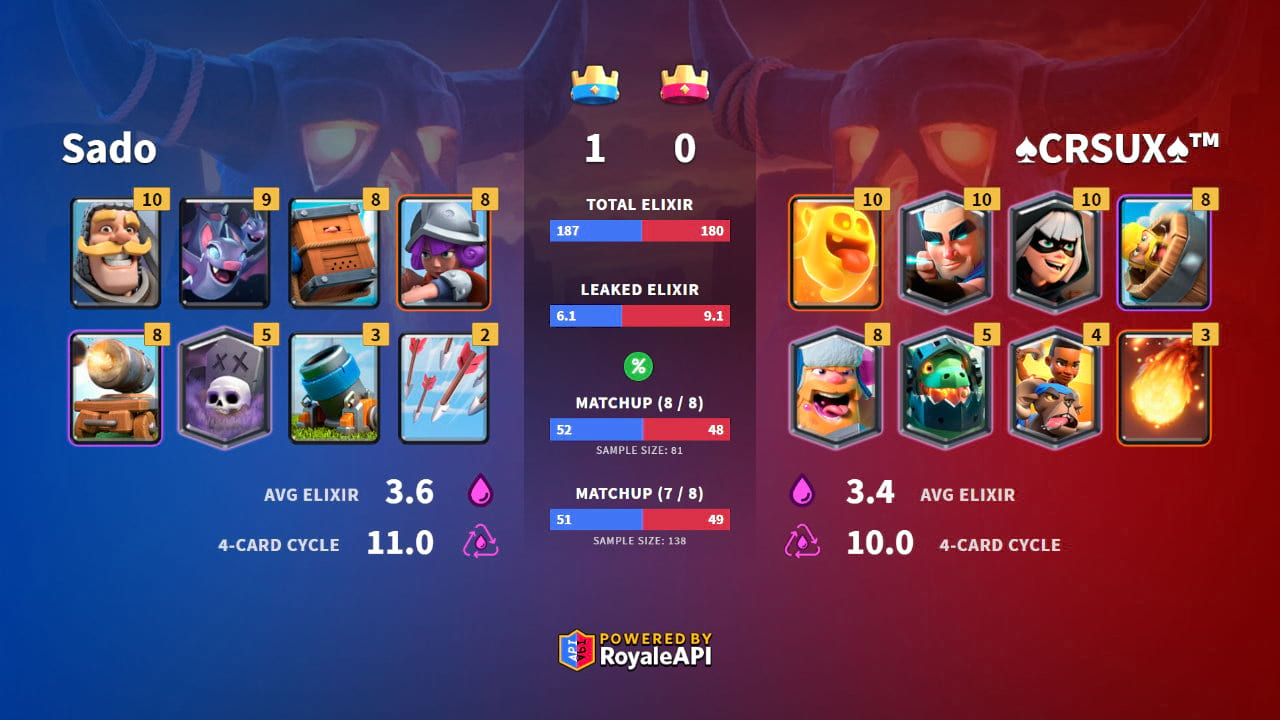 Sado
1 0
♠CRSUX♠™
10 9 8 8
8 5 3 2
TOTAL ELIXIR
187 180
LEAKED ELIXIR
6.1 9.1
%
MATCHUP (8 / 8)
52 48
SAMPLE SIZE: 81
MATCHUP (7 / 8)
51 49
SAMPLE SIZE: 138
10 10 10 8
8 5 4 3
AVG ELIXIR 3.6
4-CARD CYCLE 11.0
3.4 AVG ELIXIR
10.0 4-CARD CYCLE
POWERED BY
RoyaleAPI